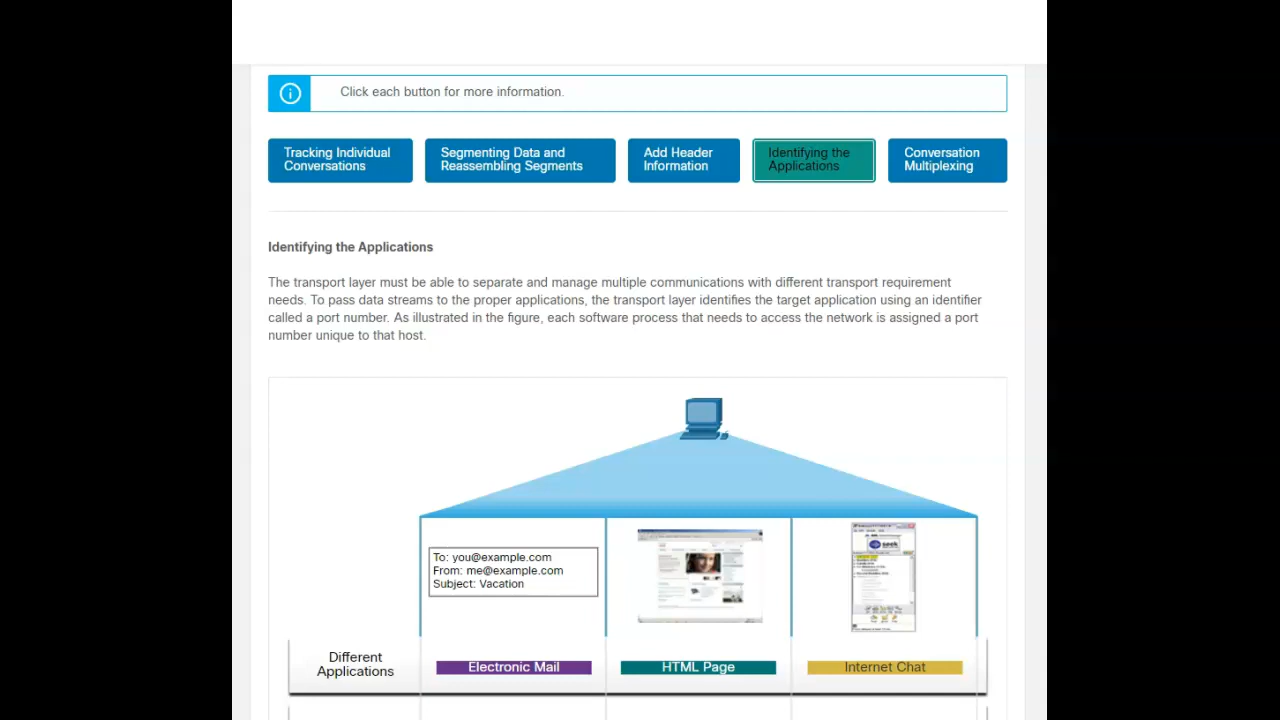 Click each button for more information.
Tracking Individual
Conversations
Segmenting Data and
Reassembling Segments
Add Header
Information
Identifying the
Applications
Conversation
Multiplexing
Identifying the Applications
The transport layer must be able to separate and manage multiple communications with different transport requirement
needs. To pass data streams to the proper applications, the transport layer identifies the target application using an identifier
called a port number. As illustrated in the figure, each software process that needs to access the network is assigned a port
number unique to that host.
To: you@example.com
From: me@example.com
Subject: Vacation
Different
Applications
Electronic Mail
HTML Page
Internet Chat